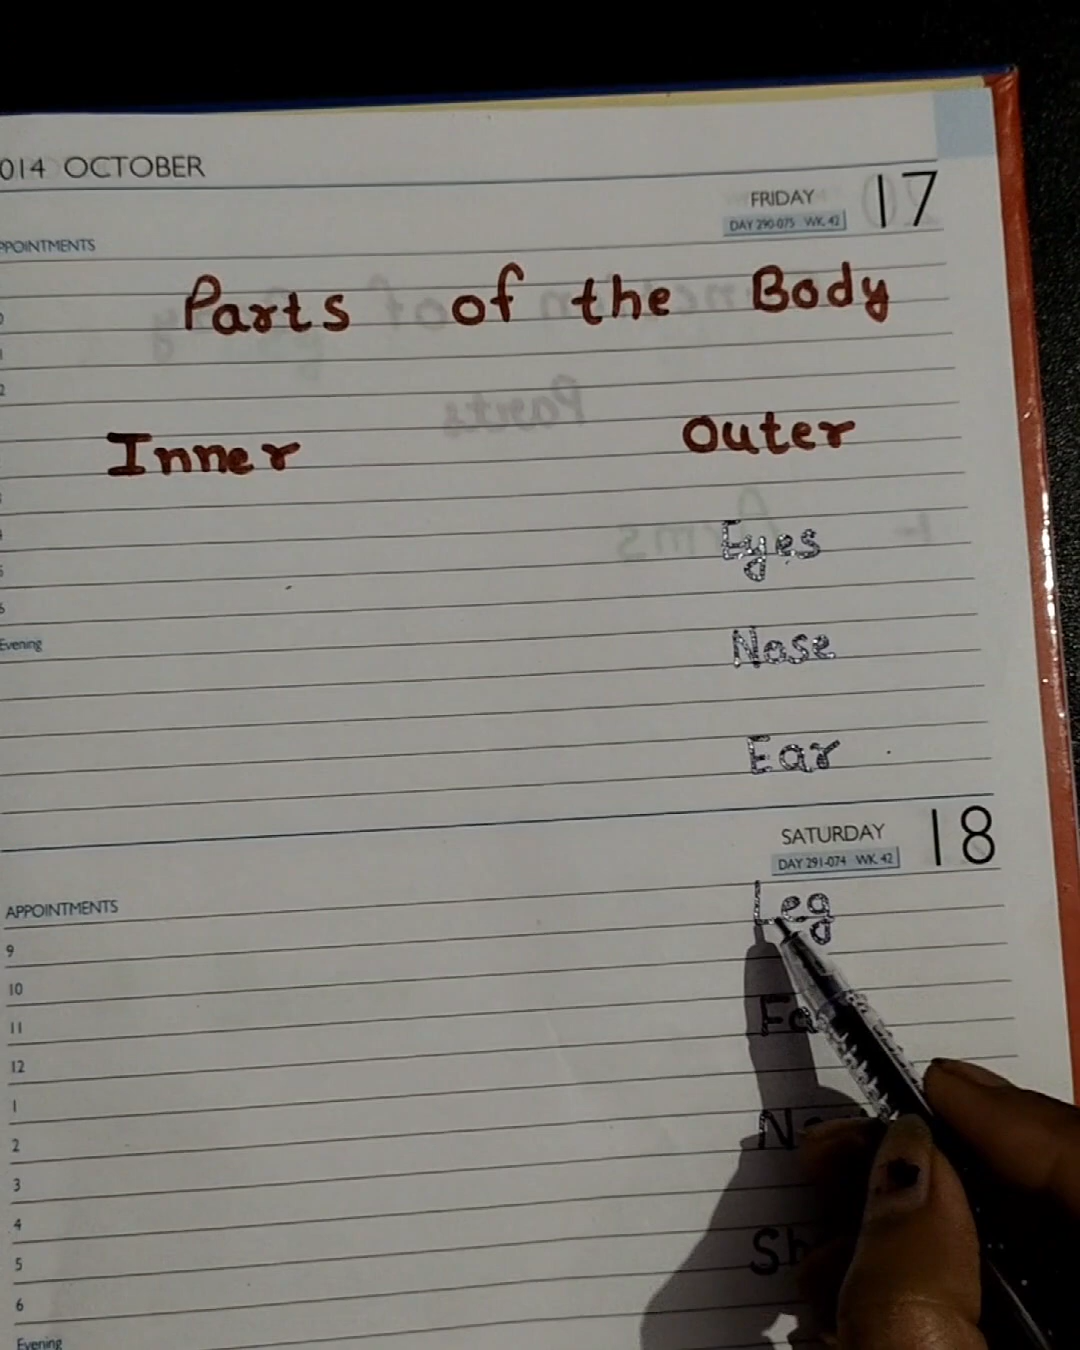 014 OCTOBER
FRIDAY 17
DAY 290-075 WK. 42
PPOINTMENTS
Parts of the Body
Inner Outer
Eyes
Nose
Evening
Ear
SATURDAY 18
DAY 291-074 WK. 42
APPOINTMENTS
Leg
9
10
11
12
1
2
3
4
5
6
Evening